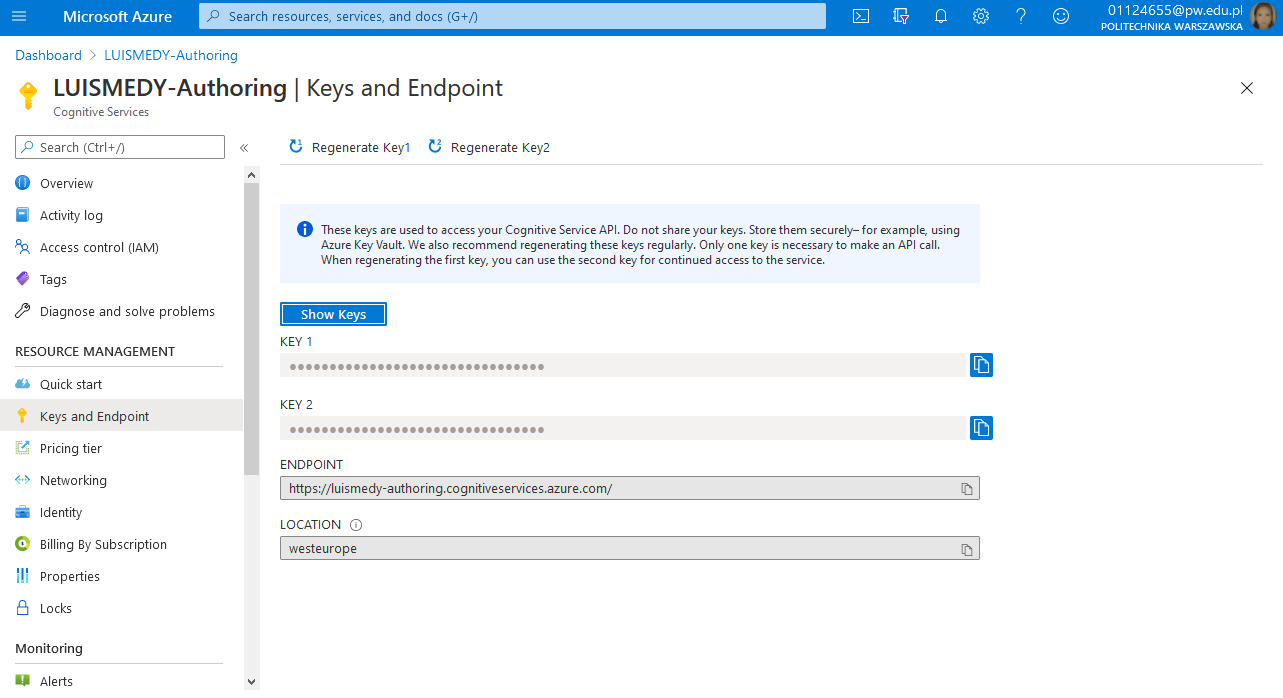 Microsoft Azure
Search resources, services, and docs (G+/)
01124655@pw.edu.pl
POLITECHNIKA WARSZAWSKA
Dashboard > LUISMEDY-Authoring
LUISMEDY-Authoring | Keys and Endpoint
Cognitive Services
Search (Ctrl+/)
Overview
Activity log
Access control (IAM)
Tags
Diagnose and solve problems
RESOURCE MANAGEMENT
Quick start
Keys and Endpoint
Pricing tier
Networking
Identity
Billing By Subscription
Properties
Locks
Monitoring
Alerts
Regenerate Key1
Regenerate Key2
These keys are used to access your Cognitive Service API. Do not share your keys. Store them securely– for example, using
Azure Key Vault. We also recommend regenerating these keys regularly. Only one key is necessary to make an API call.
When regenerating the first key, you can use the second key for continued access to the service.
Show Keys
KEY 1
••••••••••••••••••••••••••••••••
KEY 2
••••••••••••••••••••••••••••••••
ENDPOINT
https://luismedy-authoring.cognitiveservices.azure.com/
LOCATION
westeurope